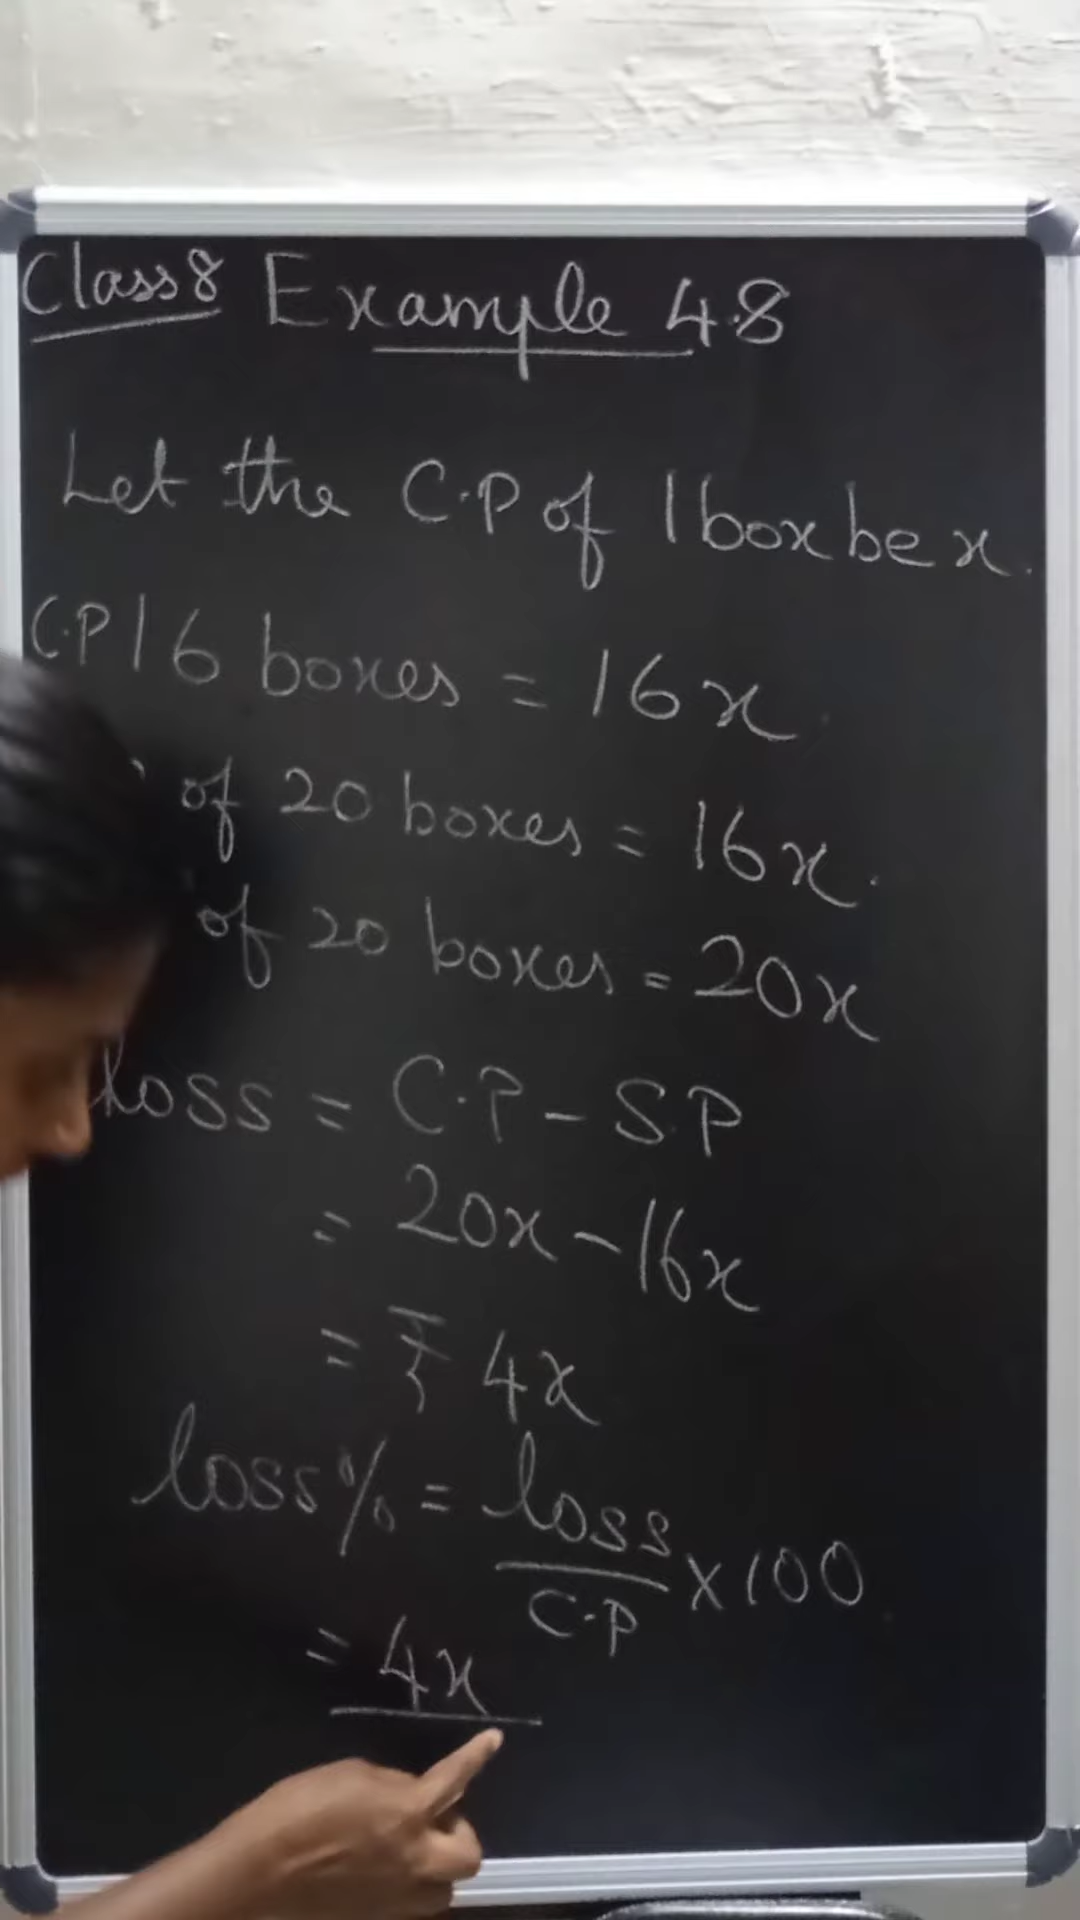 Class 8 Example 4.8
Let the C.P of 1 box be x.
C.P 16 boxes = 16x
of 20 boxes = 16x.
of 20 boxes = 20x
loss = C.P - S.P
= 20x - 16x
= ₹ 4x
loss% = loss/C.P x 100
= 4x